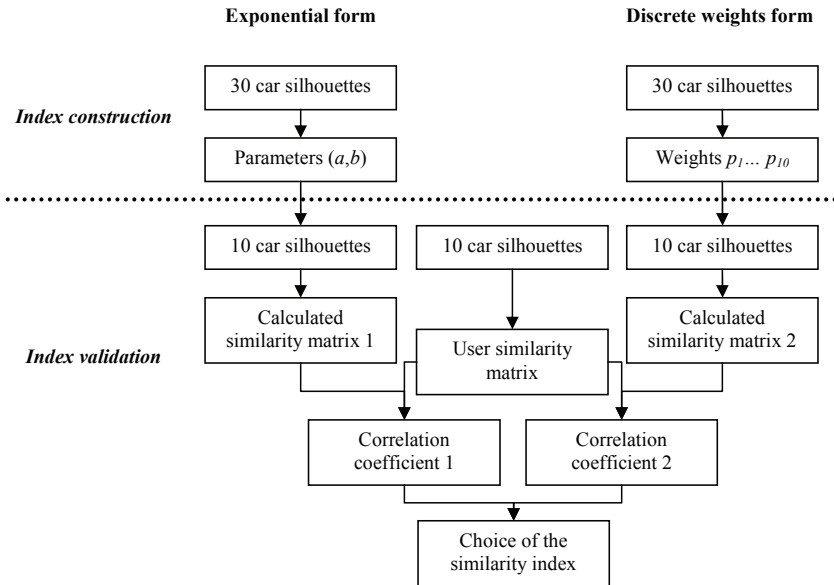 Exponential form
Discrete weights form
30 car silhouettes
30 car silhouettes
Index construction
Parameters (a,b)
Weights p1... p10
10 car silhouettes
10 car silhouettes
10 car silhouettes
Calculated
similarity matrix 1
Calculated
similarity matrix 2
Index validation
User similarity
matrix
Correlation
coefficient 1
Correlation
coefficient 2
Choice of the
similarity index